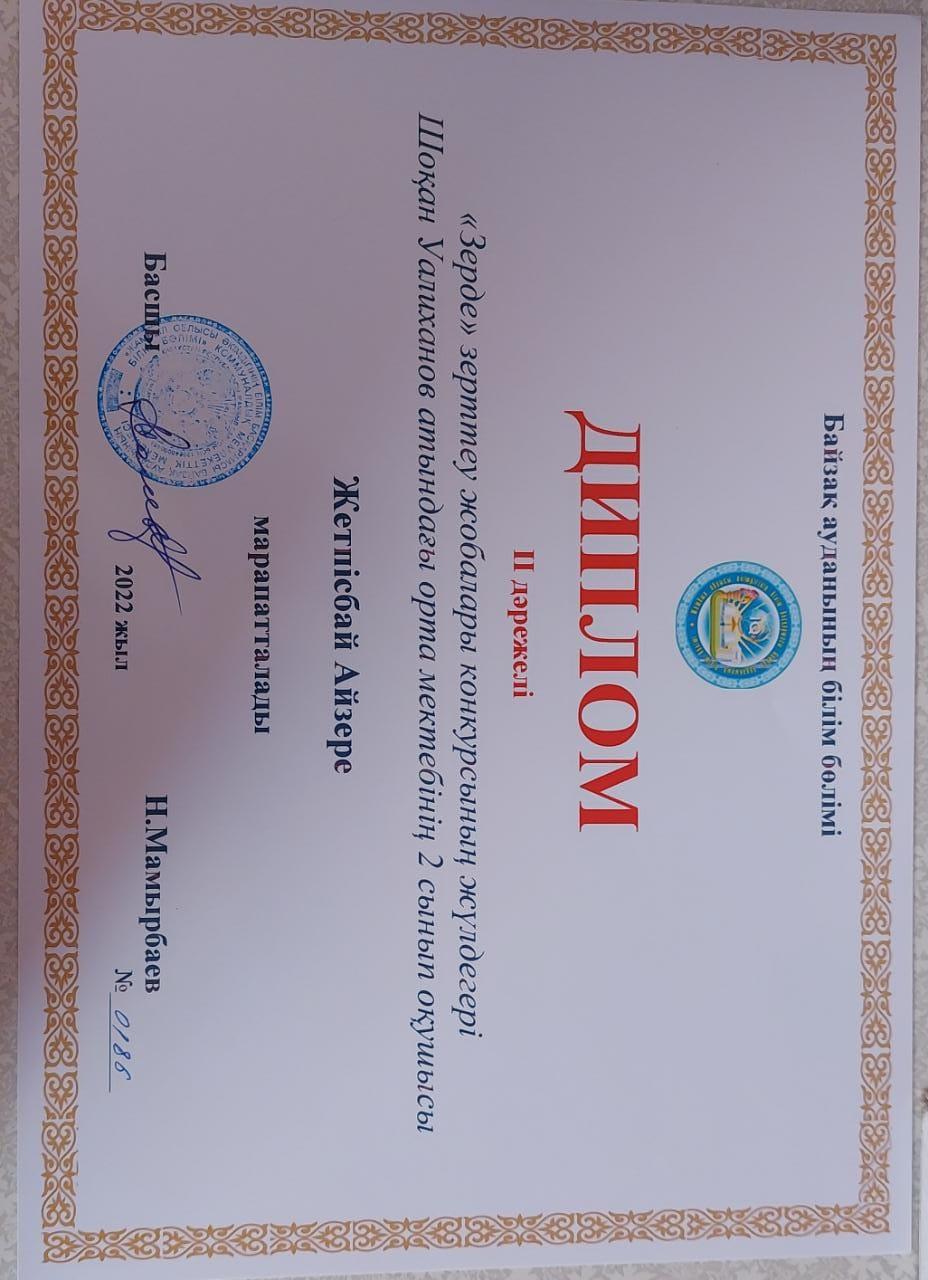 Байзақ ауданының білім бөлімі
ДИПЛОМ
II дәрежелі
«Зерде» зерттеу жобалары конкурсының жүлдегері
Шоқан Уалиханов атындағы орта мектебінің 2 сынып оқушысы
Жетпісбай Айзере
марапатталады
Басшы Н.Мамырбаев
2022 жыл
№ 0186